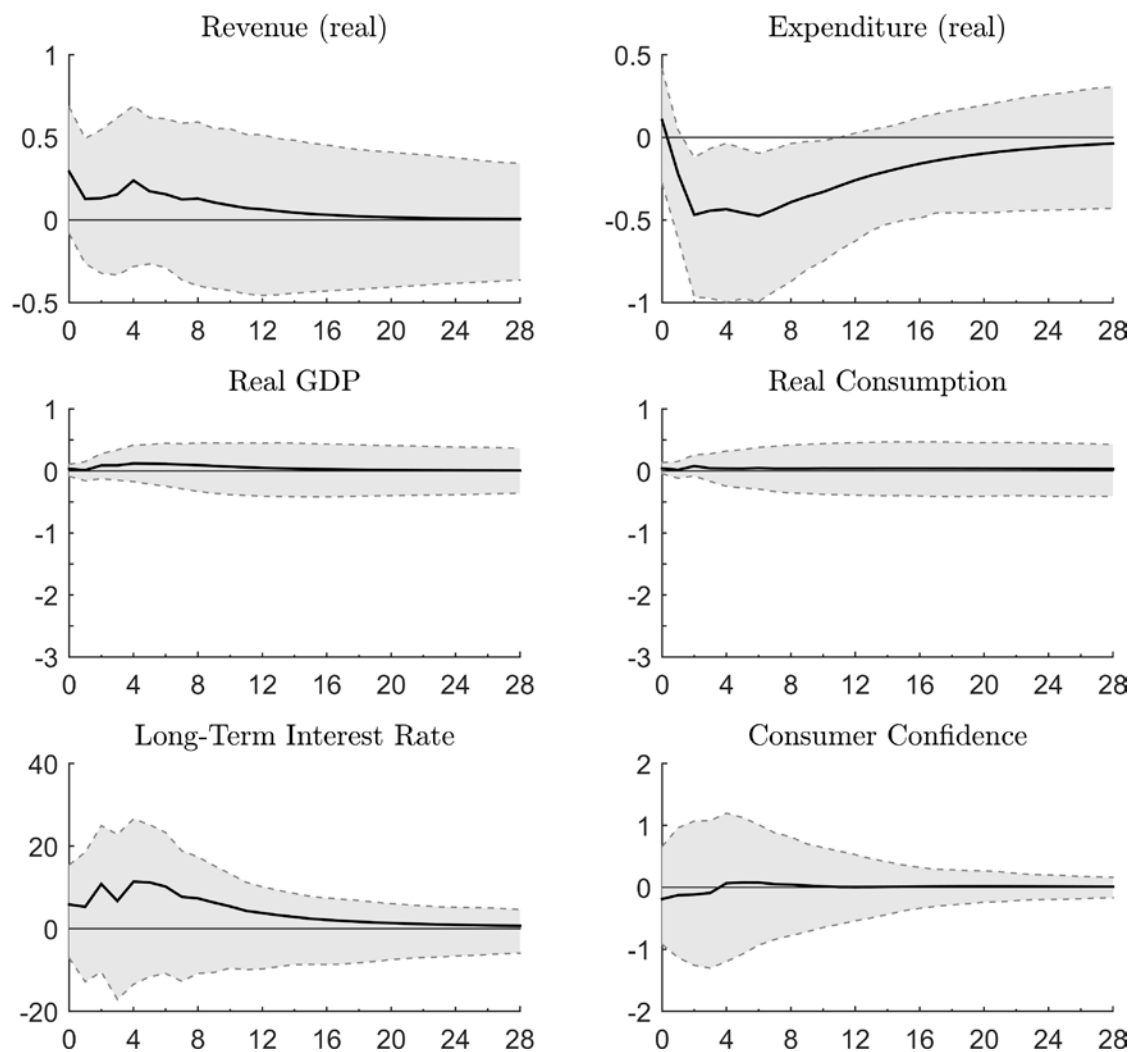 Revenue (real)
1
0.5
0
-0.5
0 4 8 12 16 20 24 28
Expenditure (real)
0.5
0
-0.5
-1
0 4 8 12 16 20 24 28
Real GDP
1
0
-1
-2
-3
0 4 8 12 16 20 24 28
Real Consumption
1
0
-1
-2
-3
0 4 8 12 16 20 24 28
Long-Term Interest Rate
40
20
0
-20
0 4 8 12 16 20 24 28
Consumer Confidence
2
1
0
-1
-2
0 4 8 12 16 20 24 28